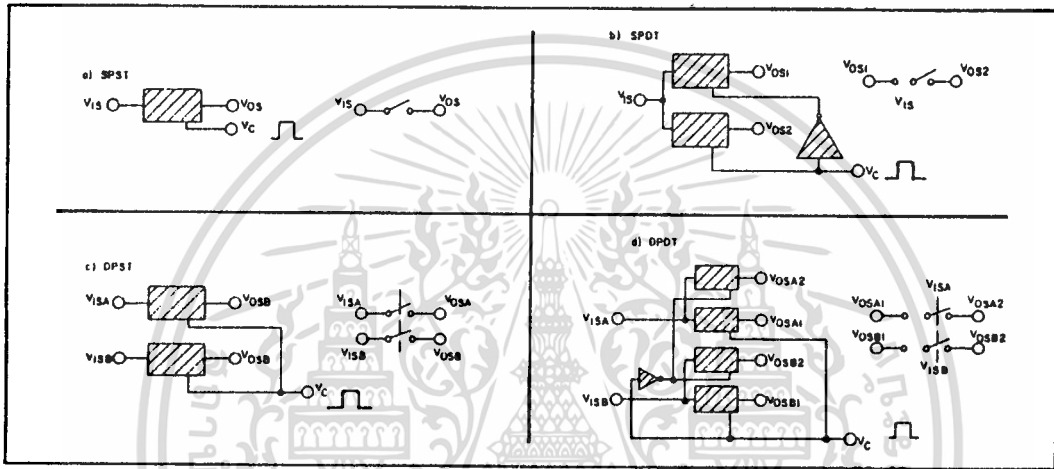 a) SPST
VIS
VOS
VC
VIS
VOS
b) SPDT
VIS
VOS1
VOS2
VC
VOS1
VOS2
VIS
c) DPST
VISA
VOSB
VISB
VOSB
VC
VISA
VOSA
VISB
VOSB
d) DPDT
VOSA2
VISA
VOSA1
VOSB2
VISB
VOSB1
VC
VISA
VOSA1
VOSA2
VOSB1
VOSB2
VISB